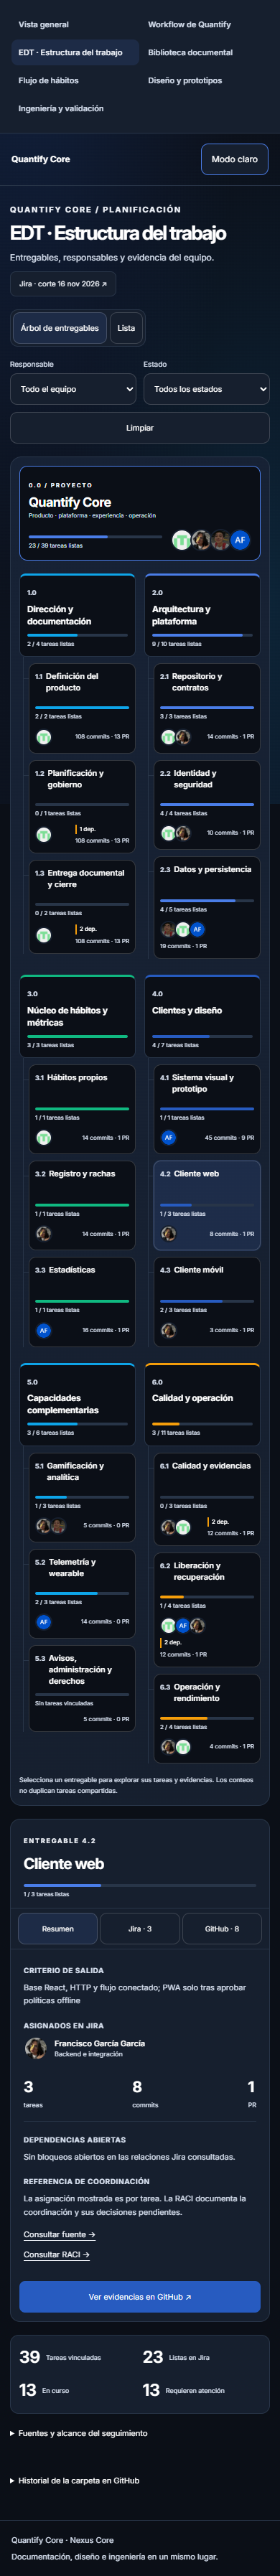 Vista general
Workflow de Quantify
EDT · Estructura del trabajo
Biblioteca documental
Flujo de hábitos
Diseño y prototipos
Ingeniería y validación
Quantify Core
Modo claro
QUANTIFY CORE / PLANIFICACIÓN
EDT · Estructura del trabajo
Entregables, responsables y evidencia del equipo.
Jira · corte 16 nov 2026 ↗
Árbol de entregables
Lista
Responsable
Estado
Todo el equipo
Todos los estados
Limpiar
0.0 / PROYECTO
Quantify Core
Producto · plataforma · experiencia · operación
23 / 39 tareas listas
AF
1.0
Dirección y
documentación
2 / 4 tareas listas
1.1 Definición del
producto
2 / 2 tareas listas
108 commits · 13 PR
1.2 Planificación y
gobierno
0 / 1 tareas listas
1 dep.
108 commits · 13 PR
1.3 Entrega documental
y cierre
0 / 2 tareas listas
2 dep.
108 commits · 13 PR
2.0
Arquitectura y
plataforma
9 / 10 tareas listas
2.1 Repositorio y
contratos
3 / 3 tareas listas
14 commits · 1 PR
2.2 Identidad y
seguridad
4 / 4 tareas listas
10 commits · 1 PR
2.3 Datos y persistencia
4 / 5 tareas listas
AF
19 commits · 1 PR
3.0
Núcleo de hábitos y
métricas
3 / 3 tareas listas
3.1 Hábitos propios
1 / 1 tareas listas
14 commits · 1 PR
3.2 Registro y rachas
1 / 1 tareas listas
14 commits · 1 PR
3.3 Estadísticas
1 / 1 tareas listas
AF
16 commits · 1 PR
4.0
Clientes y diseño
4 / 7 tareas listas
4.1 Sistema visual y
prototipo
1 / 1 tareas listas
AF
45 commits · 9 PR
4.2 Cliente web
1 / 3 tareas listas
8 commits · 1 PR
4.3 Cliente móvil
2 / 3 tareas listas
3 commits · 1 PR
5.0
Capacidades
complementarias
3 / 6 tareas listas
5.1 Gamificación y
analítica
1 / 3 tareas listas
5 commits · 0 PR
5.2 Telemetría y
wearable
2 / 3 tareas listas
AF
14 commits · 0 PR
5.3 Avisos,
administración y
derechos
Sin tareas vinculadas
5 commits · 0 PR
6.0
Calidad y operación
3 / 11 tareas listas
6.1 Calidad y evidencias
0 / 3 tareas listas
2 dep.
12 commits · 1 PR
6.2 Liberación y
recuperación
1 / 4 tareas listas
AF
2 dep.
12 commits · 1 PR
6.3 Operación y
rendimiento
2 / 4 tareas listas
4 commits · 1 PR
Selecciona un entregable para explorar sus tareas y evidencias. Los conteos
no duplican tareas compartidas.
ENTREGABLE 4.2
Cliente web
1 / 3 tareas listas
Resumen
Jira · 3
GitHub · 8
CRITERIO DE SALIDA
Base React, HTTP y flujo conectado; PWA solo tras aprobar
políticas offline
ASIGNADOS EN JIRA
Francisco García García
Backend e integración
3
tareas
8
commits
1
PR
DEPENDENCIAS ABIERTAS
Sin bloqueos abiertos en las relaciones Jira consultadas.
REFERENCIA DE COORDINACIÓN
La asignación mostrada es por tarea. La RACI documenta la
coordinación y sus decisiones pendientes.
Consultar fuente →
Consultar RACI →
Ver evidencias en GitHub ↗
39 Tareas vinculadas
23 Listas en Jira
13 En curso
13 Requieren atención
▶ Fuentes y alcance del seguimiento
▶ Historial de la carpeta en GitHub
Quantify Core · Nexus Core
Documentación, diseño e ingeniería en un mismo lugar.